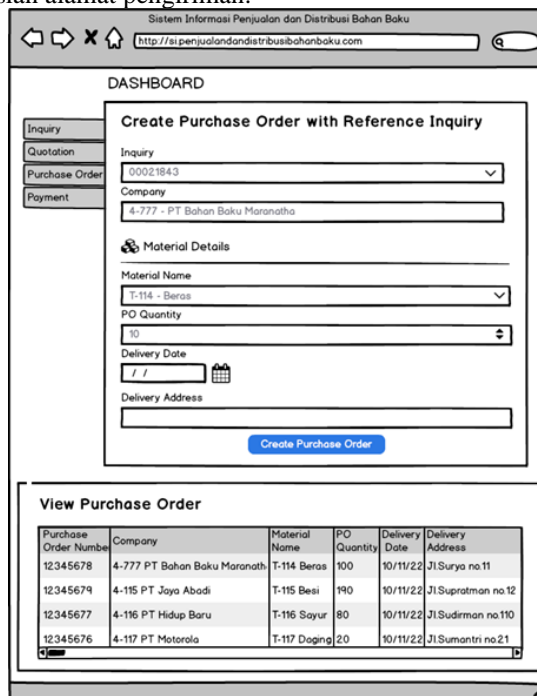 alamat pengiriman.
Sistem Informasi Penjualan dan Distribusi Bahan Baku
http://si.penjualandandistribusibahanbaku.com
DASHBOARD
Inquiry
Quotation
Purchase Order
Payment
Create Purchase Order with Reference Inquiry
Inquiry
00021843
Company
4-777 - PT Bahan Baku Maranatha
Material Details
Material Name
T-114 - Beras
PO Quantity
10
Delivery Date
/ /
Delivery Address
Create Purchase Order
View Purchase Order
Purchase Order Numbe Company Material Name PO Quantity Delivery Date Delivery Address
12345678 4-777 PT Bahan Baku Maranath T-114 Beras 100 10/11/22 Jl.Surya no.11
12345679 4-115 PT Jaya Abadi T-115 Besi 190 10/11/22 Jl.Supratman no.12
12345677 4-116 PT Hidup Baru T-116 Sayur 80 10/11/22 Jl.Sudirman no.110
12345676 4-117 PT Motorola T-117 Daging 20 10/11/22 Jl.Sumantri no.21